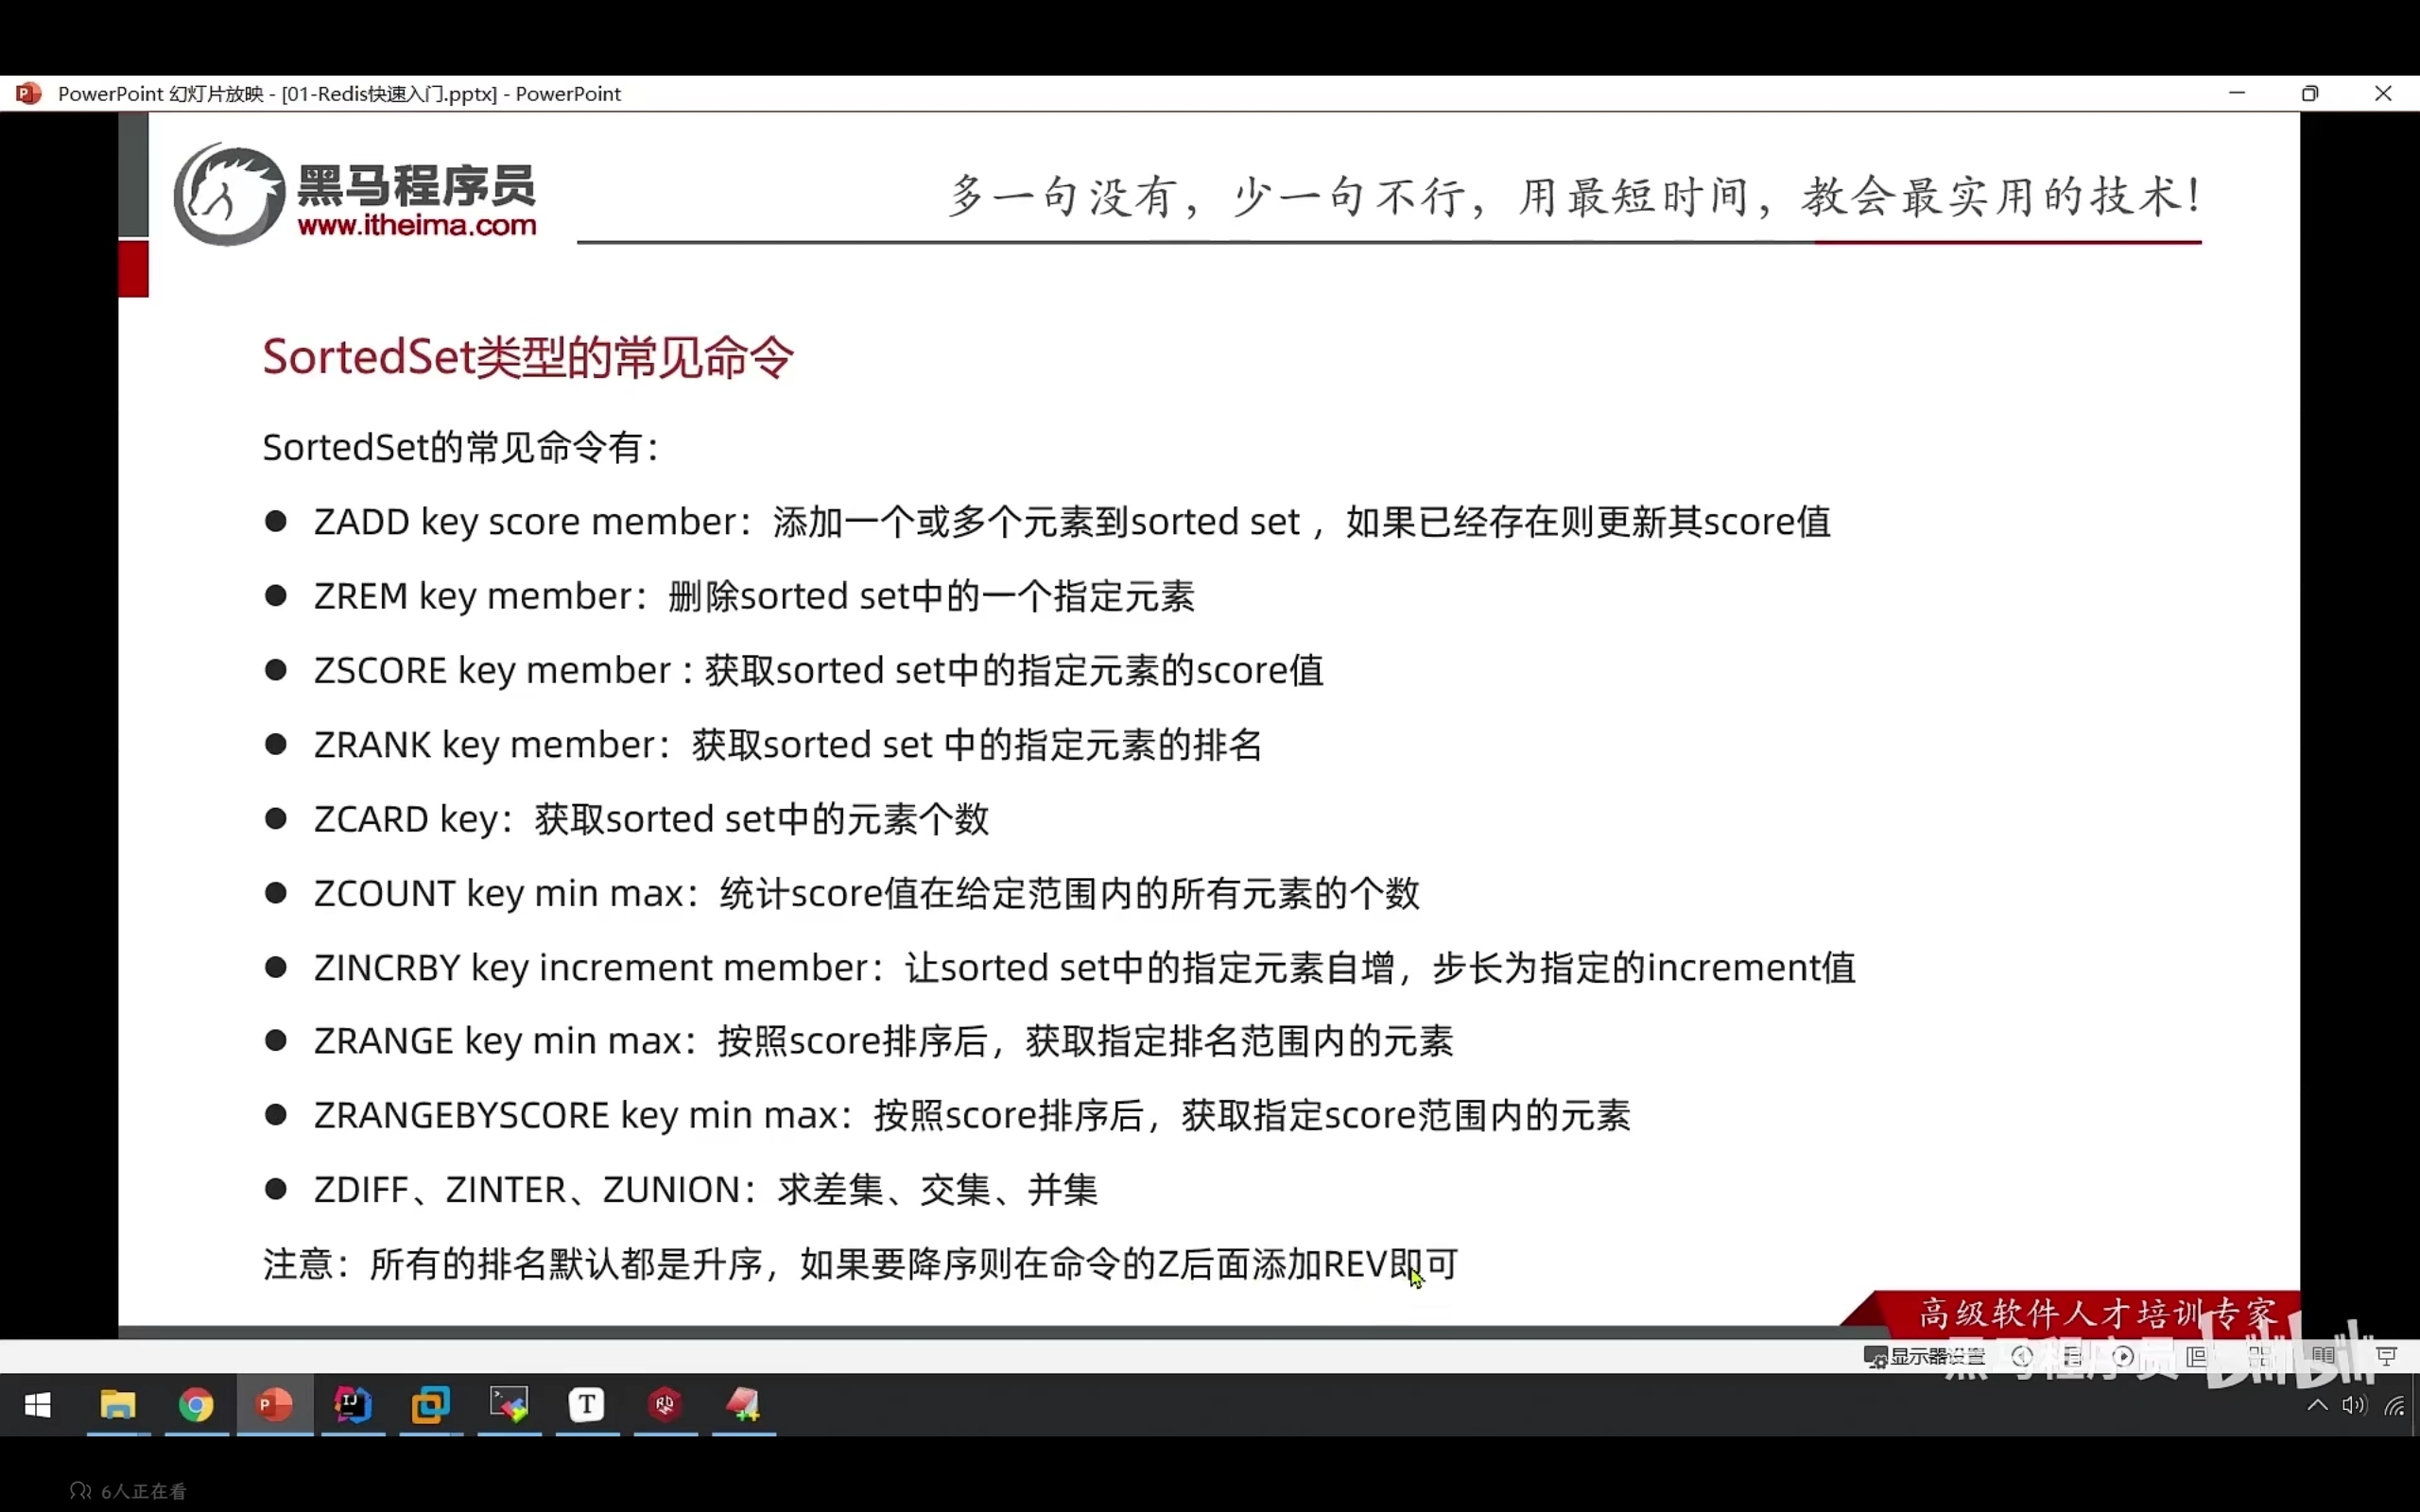 PowerPoint 幻灯片放映 - [01-Redis快速入门.pptx] - PowerPoint
黑马程序员
www.itheima.com
多一句没有，少一句不行，用最短时间，教会最实用的技术！
SortedSet类型的常见命令
SortedSet的常见命令有：
● ZADD key score member：添加一个或多个元素到sorted set ，如果已经存在则更新其score值
● ZREM key member：删除sorted set中的一个指定元素
● ZSCORE key member : 获取sorted set中的指定元素的score值
● ZRANK key member：获取sorted set 中的指定元素的排名
● ZCARD key：获取sorted set中的元素个数
● ZCOUNT key min max：统计score值在给定范围内的所有元素的个数
● ZINCRBY key increment member：让sorted set中的指定元素自增，步长为指定的increment值
● ZRANGE key min max：按照score排序后，获取指定排名范围内的元素
● ZRANGEBYSCORE key min max：按照score排序后，获取指定score范围内的元素
● ZDIFF、ZINTER、ZUNION：求差集、交集、并集
注意：所有的排名默认都是升序，如果要降序则在命令的Z后面添加REV即可
高级软件人才培训专家
显示器设置
黑马程序员 bilibili
6人正在看